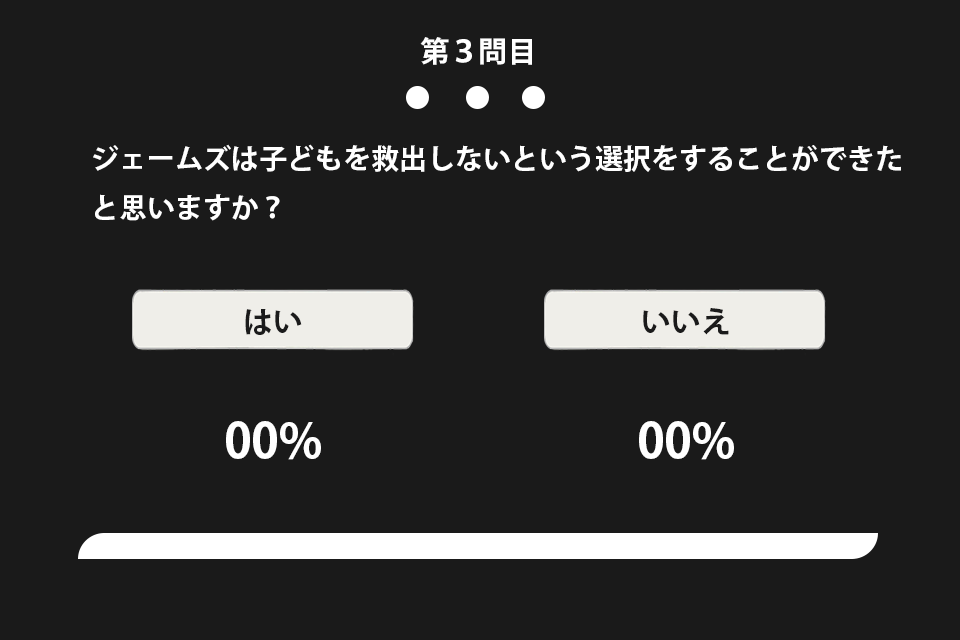 第３問目
ジェームズは子どもを救出しないという選択をすることができた
と思いますか？
はい
いいえ
00%
00%